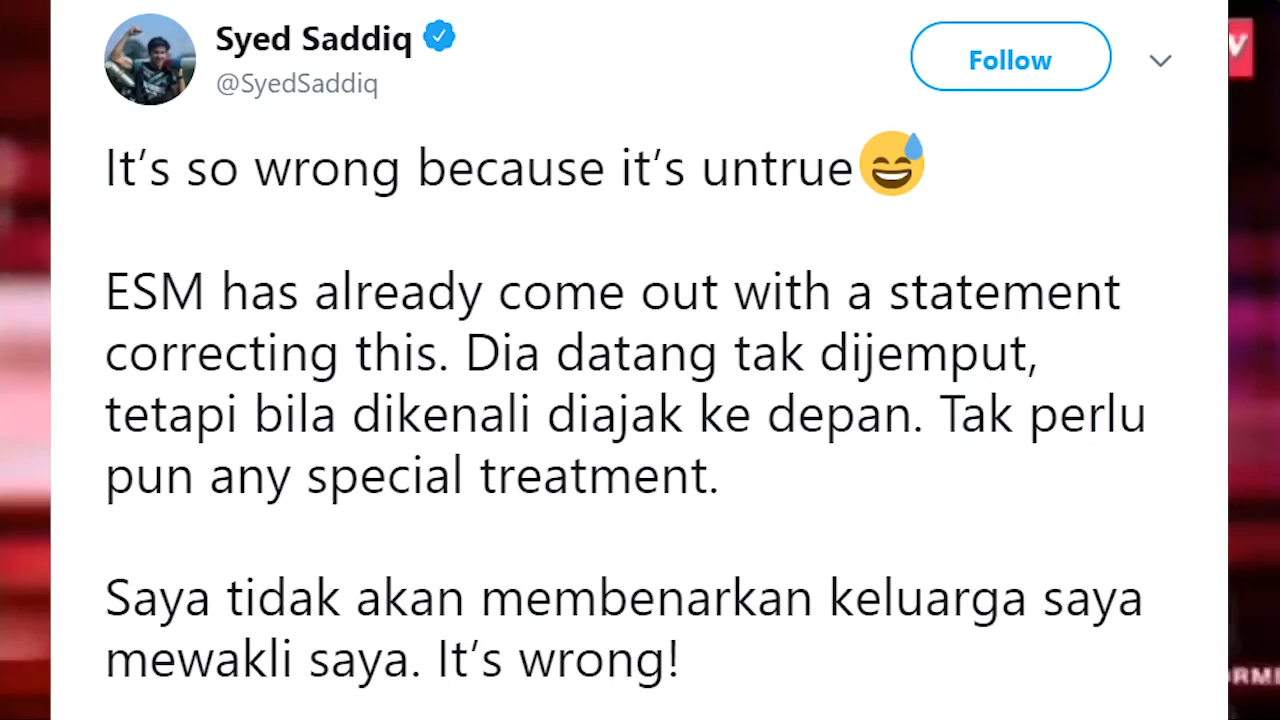 Syed Saddiq
@SyedSaddiq
Follow
It's so wrong because it's untrue😅
ESM has already come out with a statement
correcting this. Dia datang tak dijemput,
tetapi bila dikenali diajak ke depan. Tak perlu
pun any special treatment.
Saya tidak akan membenarkan keluarga saya
mewakli saya. It's wrong!